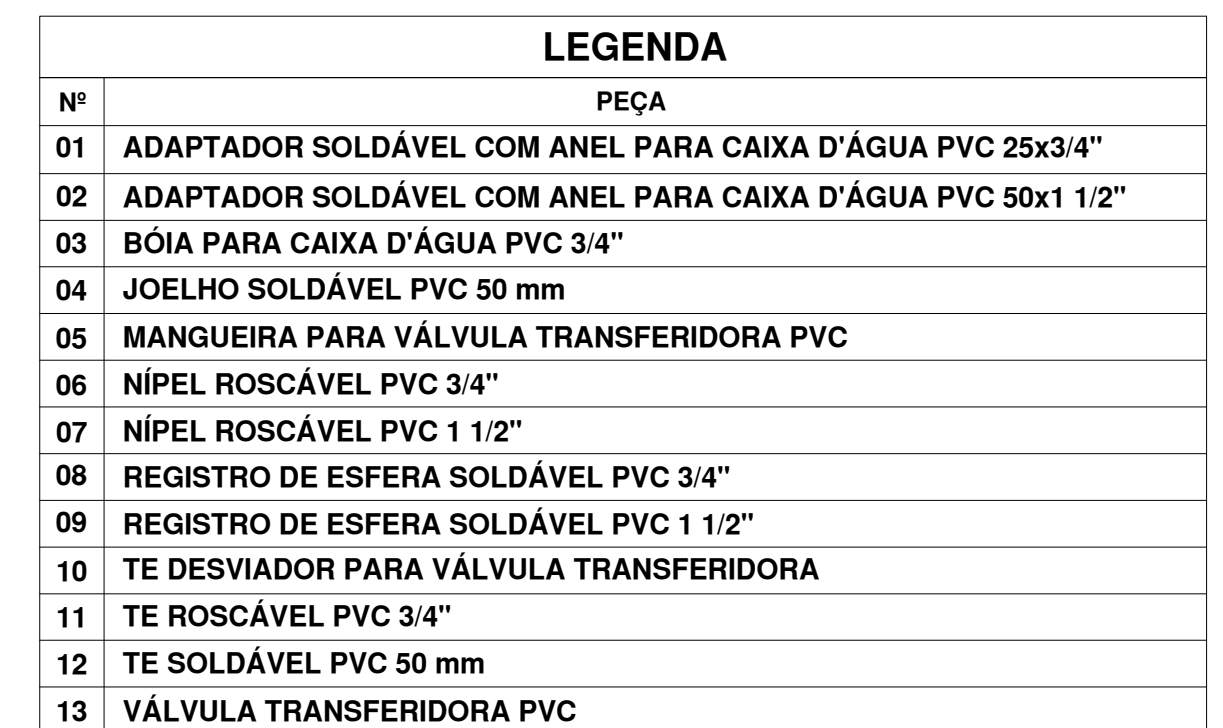 LEGENDA
Nº PEÇA
01 ADAPTADOR SOLDÁVEL COM ANEL PARA CAIXA D'ÁGUA PVC 25x3/4"
02 ADAPTADOR SOLDÁVEL COM ANEL PARA CAIXA D'ÁGUA PVC 50x1 1/2"
03 BÓIA PARA CAIXA D'ÁGUA PVC 3/4"
04 JOELHO SOLDÁVEL PVC 50 mm
05 MANGUEIRA PARA VÁLVULA TRANSFERIDORA PVC
06 NÍPEL ROSCÁVEL PVC 3/4"
07 NÍPEL ROSCÁVEL PVC 1 1/2"
08 REGISTRO DE ESFERA SOLDÁVEL PVC 3/4"
09 REGISTRO DE ESFERA SOLDÁVEL PVC 1 1/2"
10 TE DESVIADOR PARA VÁLVULA TRANSFERIDORA
11 TE ROSCÁVEL PVC 3/4"
12 TE SOLDÁVEL PVC 50 mm
13 VÁLVULA TRANSFERIDORA PVC